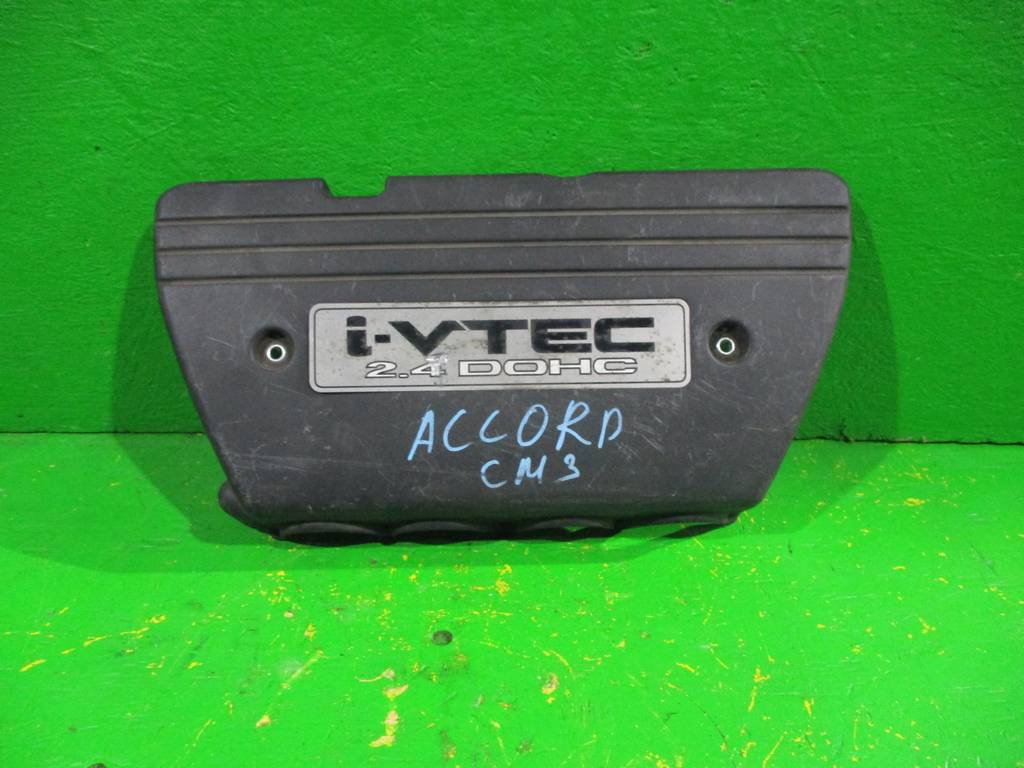 i-VTEC
2.4 DOHC
ACCORD
CM3